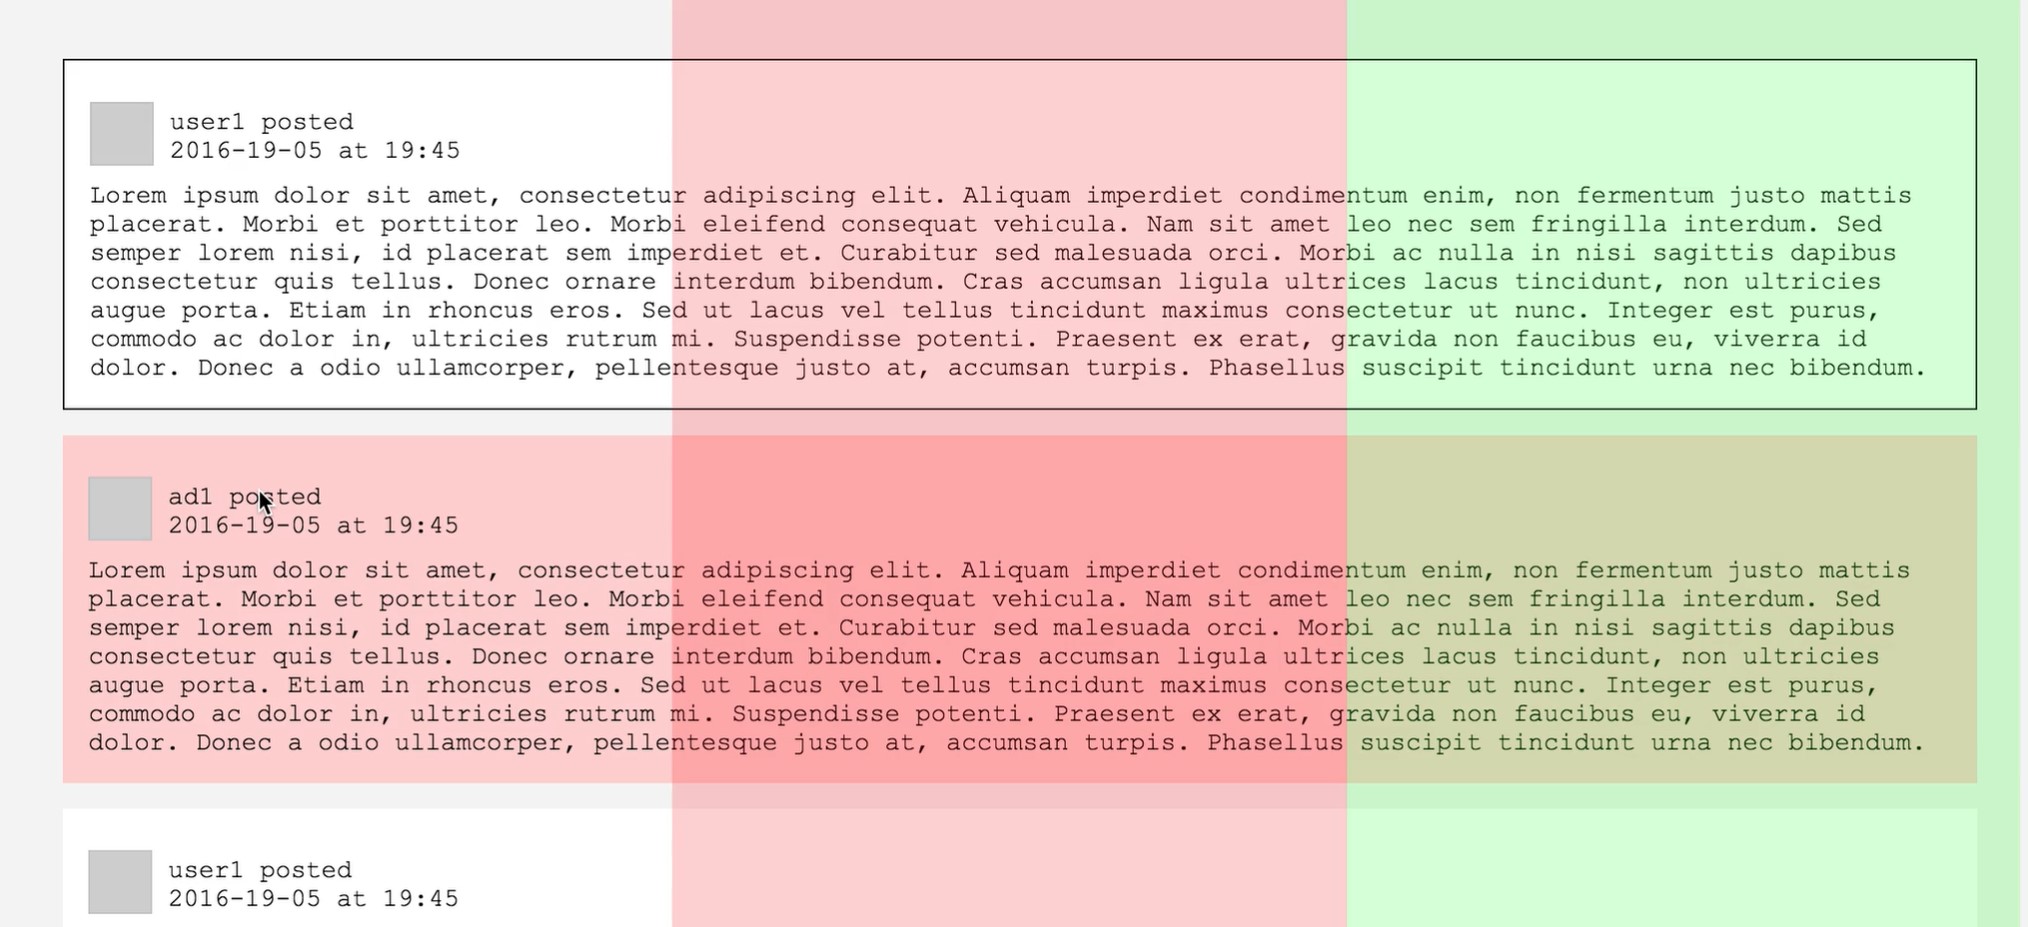 user1 posted
2016-19-05 at 19:45
Lorem ipsum dolor sit amet, consectetur adipiscing elit. Aliquam imperdiet condimentum enim, non fermentum justo mattis
placerat. Morbi et porttitor leo. Morbi eleifend consequat vehicula. Nam sit amet leo nec sem fringilla interdum. Sed
semper lorem nisi, id placerat sem imperdiet et. Curabitur sed malesuada orci. Morbi ac nulla in nisi sagittis dapibus
consectetur quis tellus. Donec ornare interdum bibendum. Cras accumsan ligula ultrices lacus tincidunt, non ultricies
augue porta. Etiam in rhoncus eros. Sed ut lacus vel tellus tincidunt maximus consectetur ut nunc. Integer est purus,
commodo ac dolor in, ultricies rutrum mi. Suspendisse potenti. Praesent ex erat, gravida non faucibus eu, viverra id
dolor. Donec a odio ullamcorper, pellentesque justo at, accumsan turpis. Phasellus suscipit tincidunt urna nec bibendum.
ad1 posted
2016-19-05 at 19:45
Lorem ipsum dolor sit amet, consectetur adipiscing elit. Aliquam imperdiet condimentum enim, non fermentum justo mattis
placerat. Morbi et porttitor leo. Morbi eleifend consequat vehicula. Nam sit amet leo nec sem fringilla interdum. Sed
semper lorem nisi, id placerat sem imperdiet et. Curabitur sed malesuada orci. Morbi ac nulla in nisi sagittis dapibus
consectetur quis tellus. Donec ornare interdum bibendum. Cras accumsan ligula ultrices lacus tincidunt, non ultricies
augue porta. Etiam in rhoncus eros. Sed ut lacus vel tellus tincidunt maximus consectetur ut nunc. Integer est purus,
commodo ac dolor in, ultricies rutrum mi. Suspendisse potenti. Praesent ex erat, gravida non faucibus eu, viverra id
dolor. Donec a odio ullamcorper, pellentesque justo at, accumsan turpis. Phasellus suscipit tincidunt urna nec bibendum.
user1 posted
2016-19-05 at 19:45